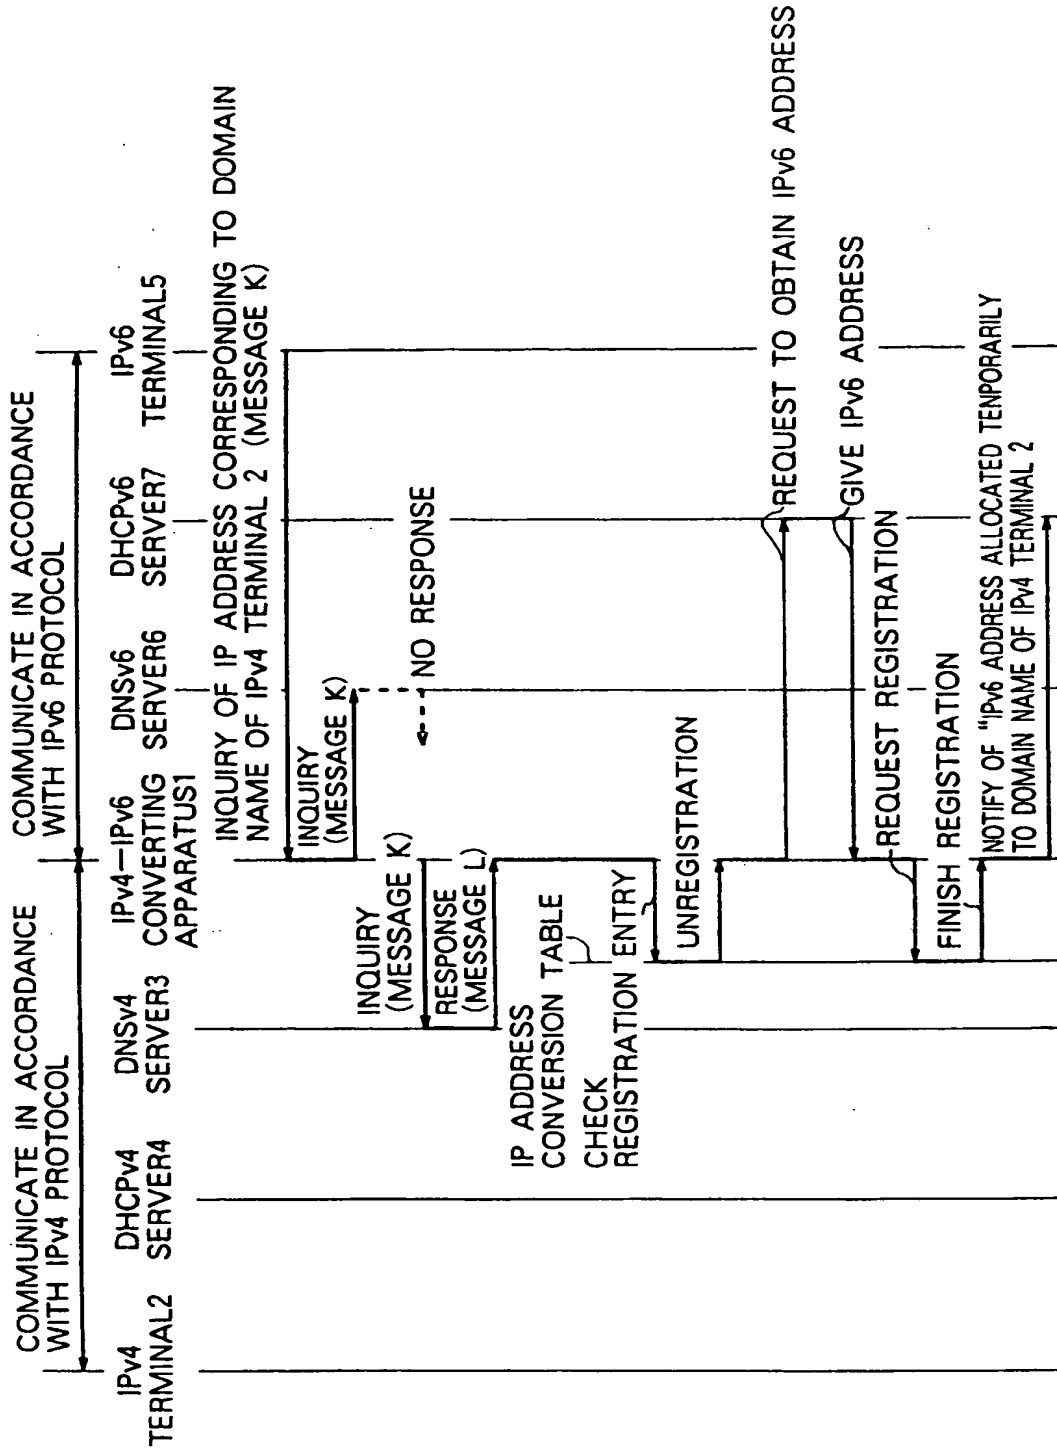 COMMUNICATE IN ACCORDANCE
WITH IPv4 PROTOCOL
COMMUNICATE IN ACCORDANCE
WITH IPv6 PROTOCOL
IPv4
TERMINAL2
DHCPv4
SERVER4
DNSv4
SERVER3
IPv4—IPv6
CONVERTING
APPARATUS1
DNSv6
SERVER6
DHCPv6
SERVER7
IPv6
TERMINAL5
INQUIRY OF IP ADDRESS CORRESPONDING TO DOMAIN
NAME OF IPv4 TERMINAL 2 (MESSAGE K)
INQUIRY
(MESSAGE K)
NO RESPONSE
INQUIRY
(MESSAGE K)
RESPONSE
(MESSAGE L)
IP ADDRESS
CONVERSION TABLE
CHECK
REGISTRATION ENTRY
UNREGISTRATION
REQUEST TO OBTAIN IPv6 ADDRESS
GIVE IPv6 ADDRESS
REQUEST REGISTRATION
FINISH REGISTRATION
NOTIFY OF "IPv6 ADDRESS ALLOCATED TENPORARILY
TO DOMAIN NAME OF IPv4 TERMINAL 2